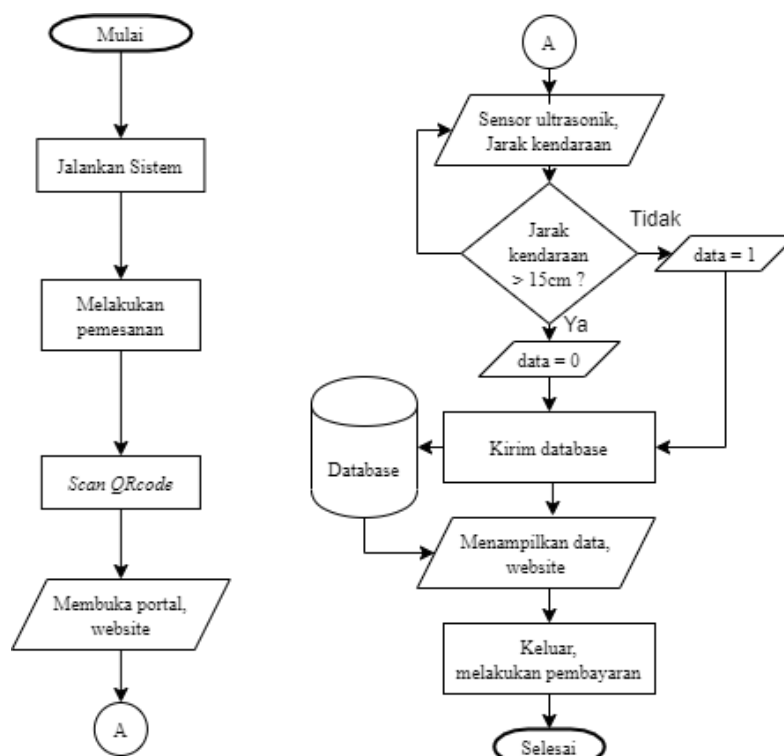 Mulai
Jalankan Sistem
Melakukan
pemesanan
Scan QRcode
Membuka portal,
website
A
A
Sensor ultrasonik,
Jarak kendaraan
Jarak
kendaraan
> 15cm ?
Tidak
data = 1
Ya
data = 0
Kirim database
Database
Menampilkan data,
website
Keluar,
melakukan pembayaran
Selesai